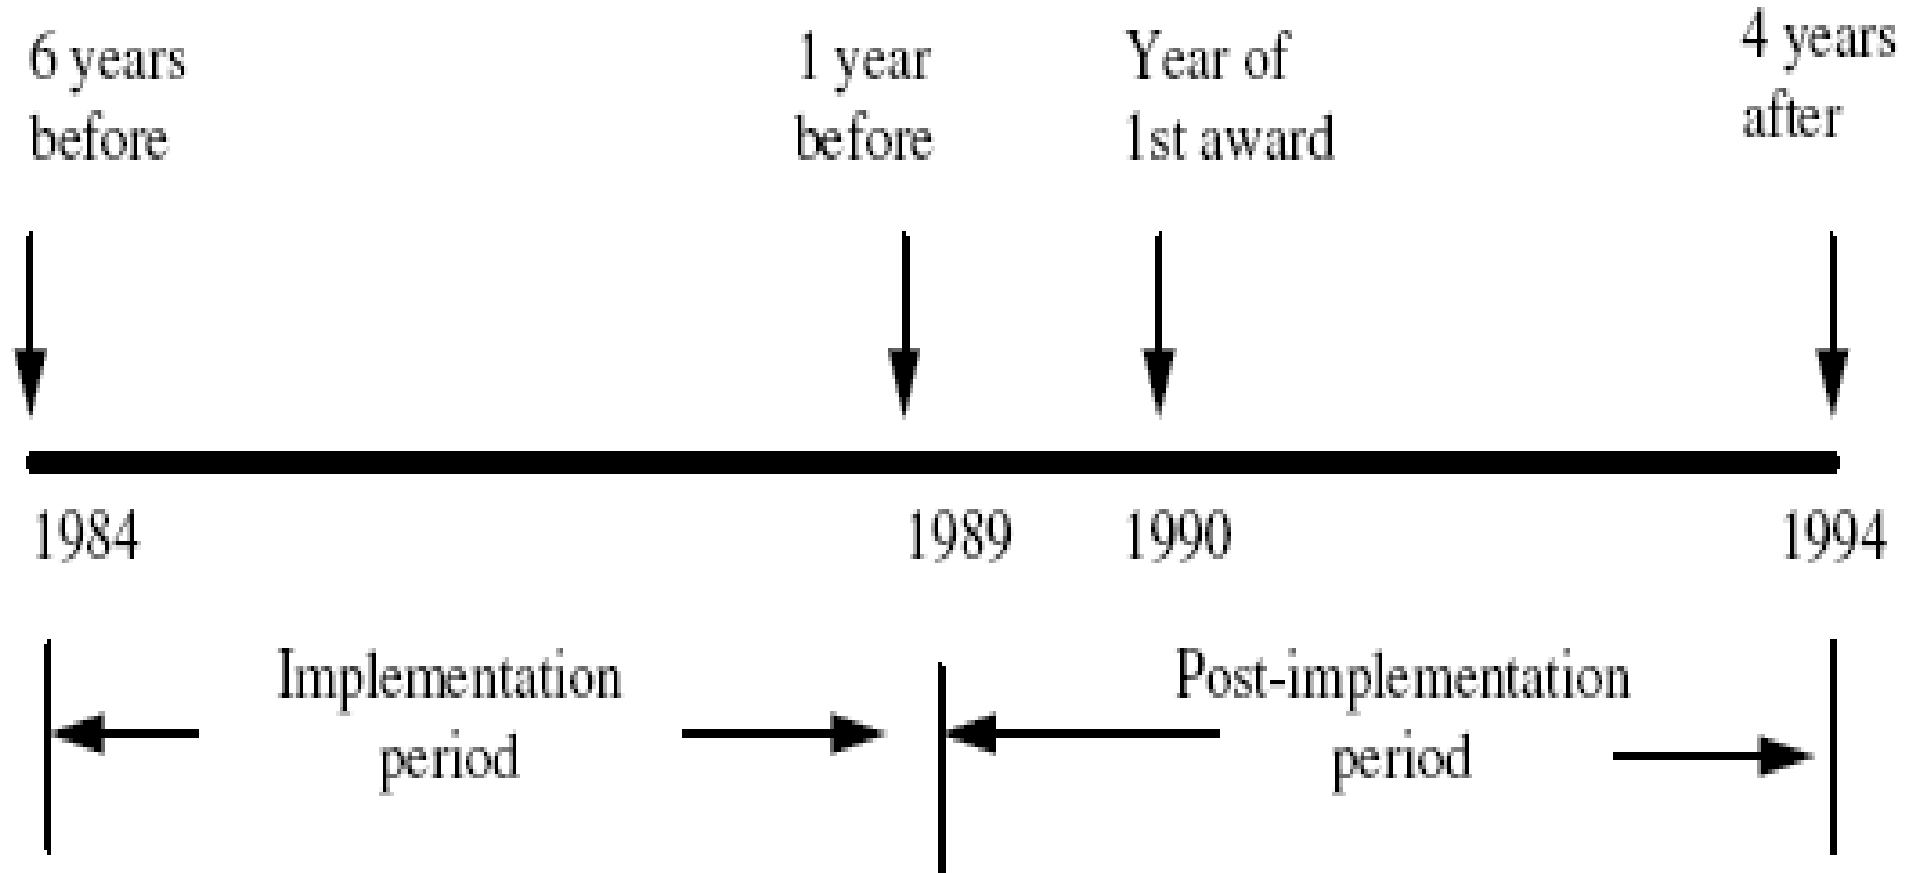 6 years
before
1 year
before
Year of
1st award
4 years
after
1984
1989
1990
1994
Implementation
period
Post-implementation
period